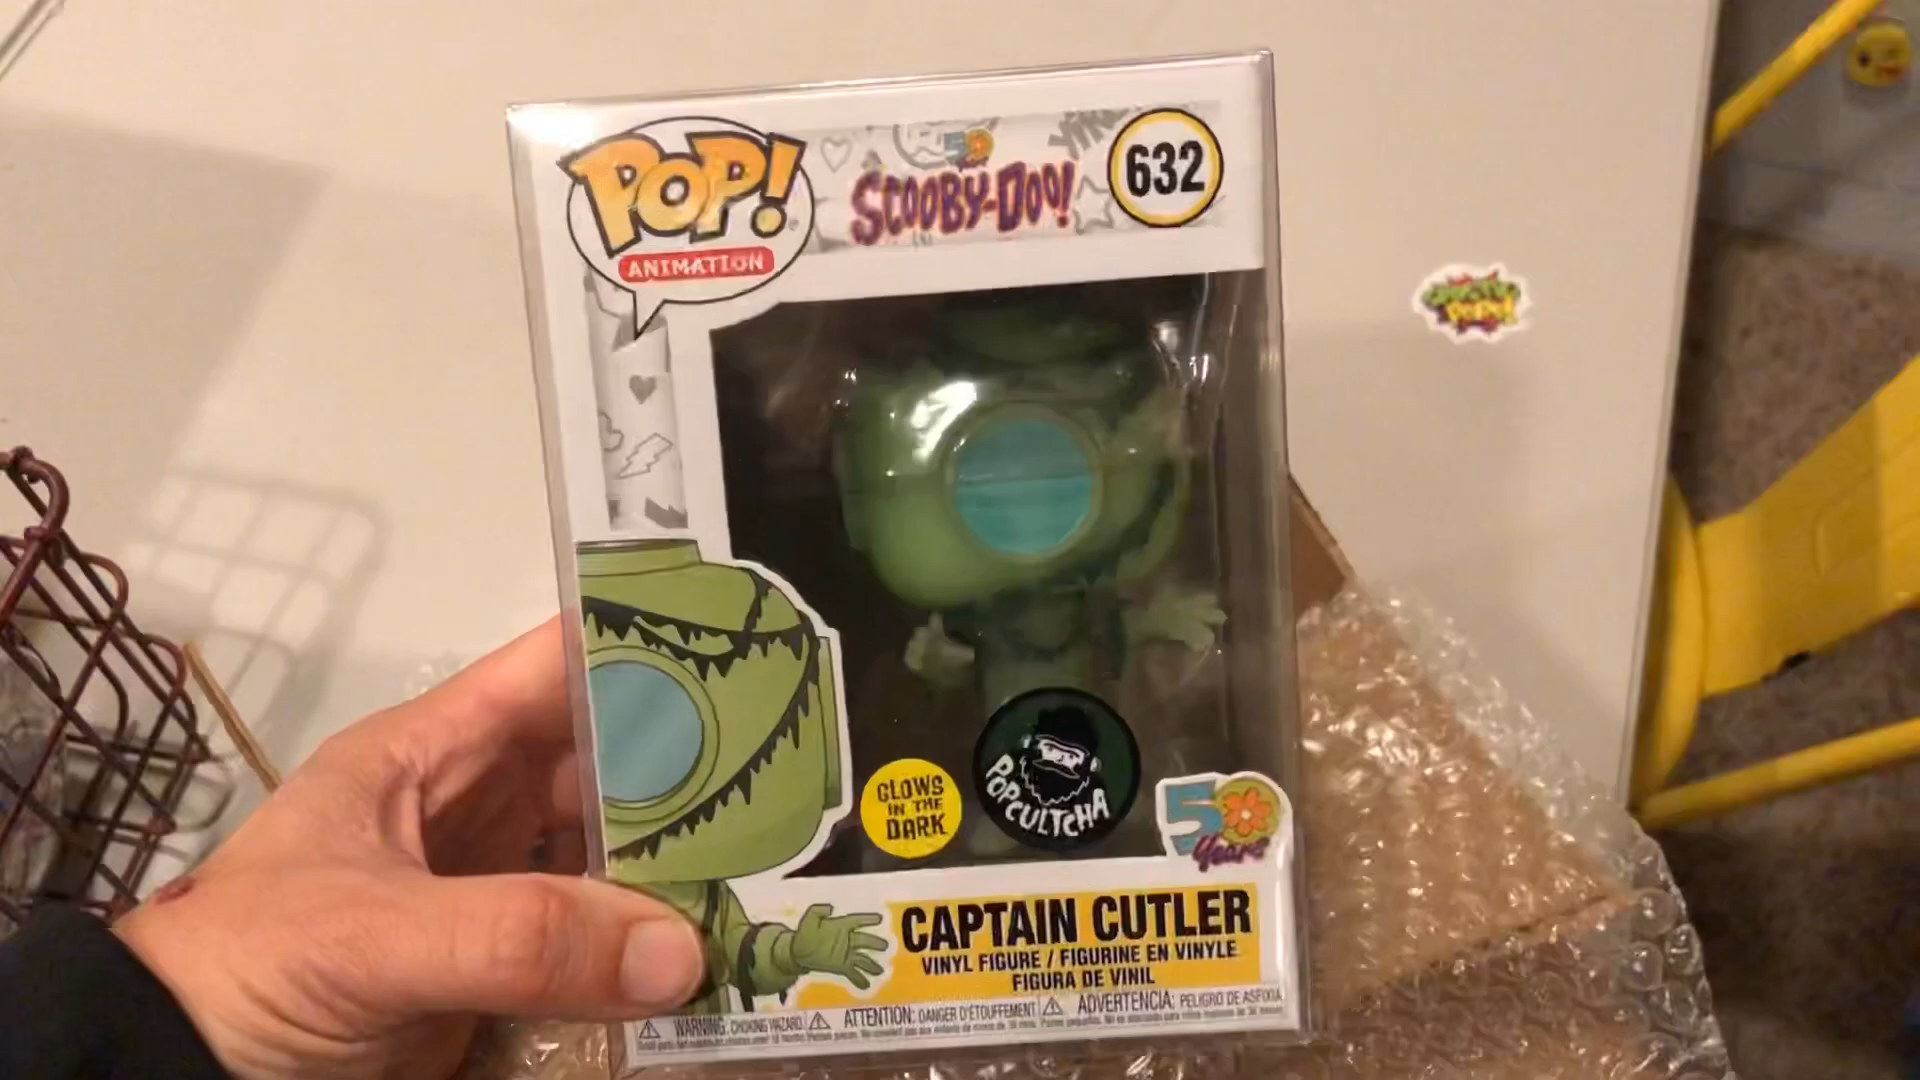 POP!
ANIMATION
50
SCOOBY-DOO!
632
GLOWS
IN THE
DARK
POPCULTCHA
50
Years
CAPTAIN CUTLER
VINYL FIGURE / FIGURINE EN VINYLE
FIGURA DE VINIL
WARNING: CHOKING HAZARD ATTENTION: DANGER D'ÉTOUFFEMENT ADVERTENCIA: PELIGRO DE ASFIXIA